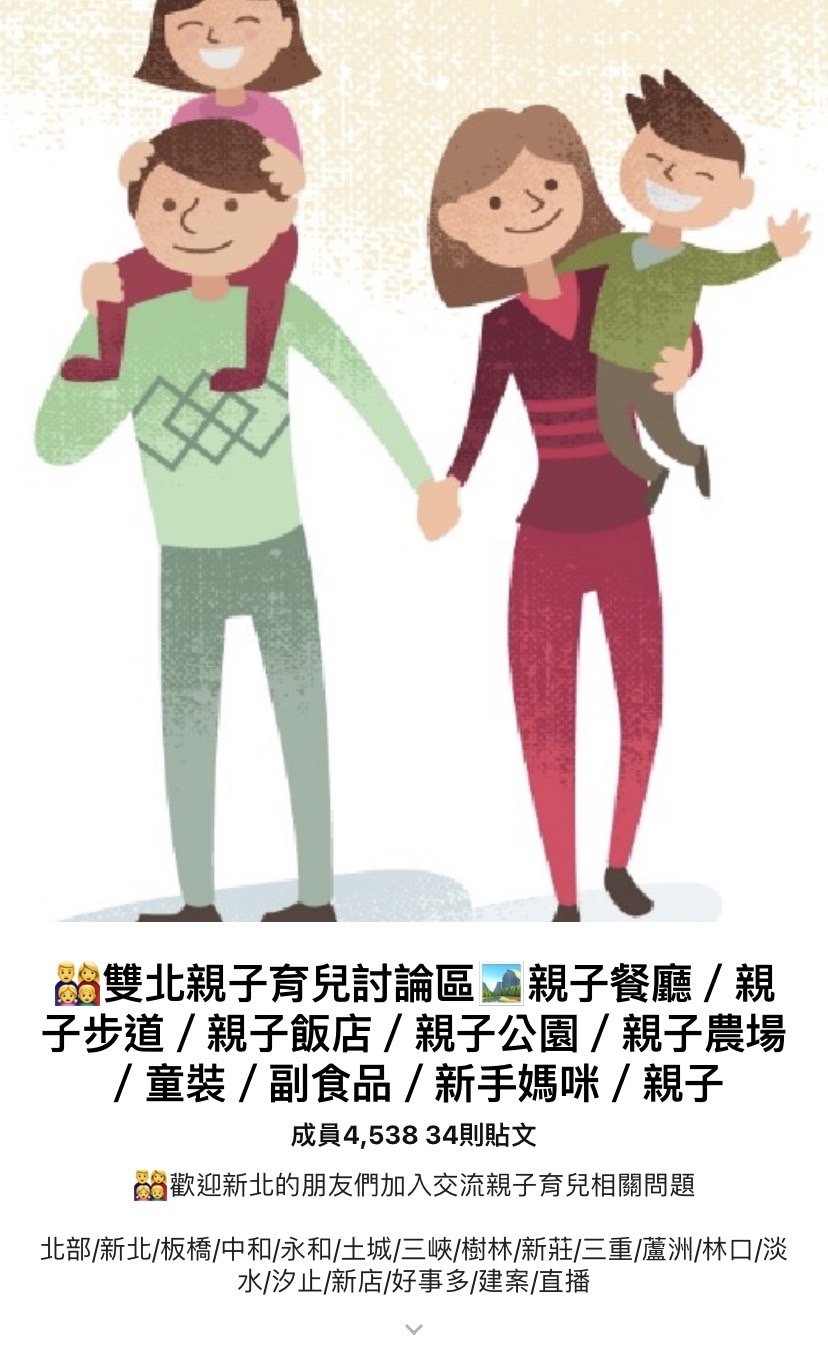 👨‍👩‍👧‍👦雙北親子育兒討論區🏞️親子餐廳 / 親
子步道 / 親子飯店 / 親子公園 / 親子農場
/ 童裝 / 副食品 / 新手媽咪 / 親子
成員4,538 34則貼文
👨‍👩‍👧‍👦歡迎新北的朋友們加入交流親子育兒相關問題
北部/新北/板橋/中和/永和/土城/三峽/樹林/新莊/三重/蘆洲/林口/淡
水/汐止/新店/好事多/建案/直播